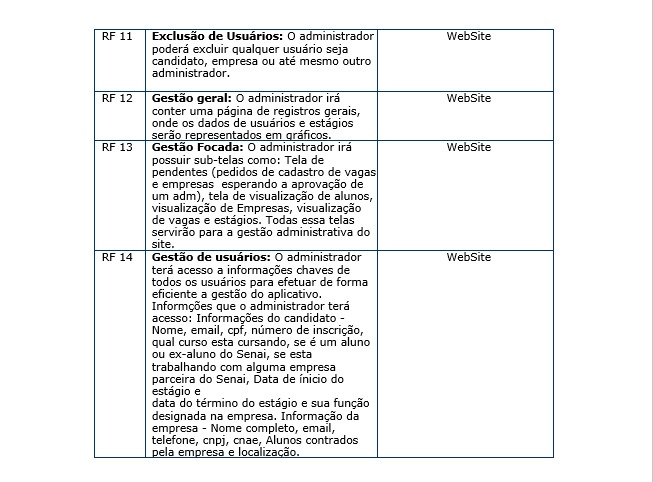 RF 11 Exclusão de Usuários: O administrador WebSite
poderá excluir qualquer usuário seja
candidato, empresa ou até mesmo outro
administrador.
RF 12 Gestão geral: O administrador irá WebSite
conter uma página de registros gerais,
onde os dados de usuários e estágios
serão representados em gráficos.
RF 13 Gestão Focada: O administrador irá WebSite
possuir sub-telas como: Tela de
pendentes (pedidos de cadastro de vagas
e empresas esperando a aprovação de
um adm), tela de visualização de alunos,
visualização de Empresas, visualização
de vagas e estágios. Todas essa telas
servirão para a gestão administrativa do
site.
RF 14 Gestão de usuários: O administrador WebSite
terá acesso a informações chaves de
todos os usuários para efetuar de forma
eficiente a gestão do aplicativo.
Informções que o administrador terá
acesso: Informações do candidato -
Nome, email, cpf, número de inscrição,
qual curso esta cursando, se é um aluno
ou ex-aluno do Senai, se esta
trabalhando com alguma empresa
parceira do Senai, Data de ínicio do
estágio e
data do término do estágio e sua função
designada na empresa. Informação da
empresa - Nome completo, email,
telefone, cnpj, cnae, Alunos contrados
pela empresa e localização.